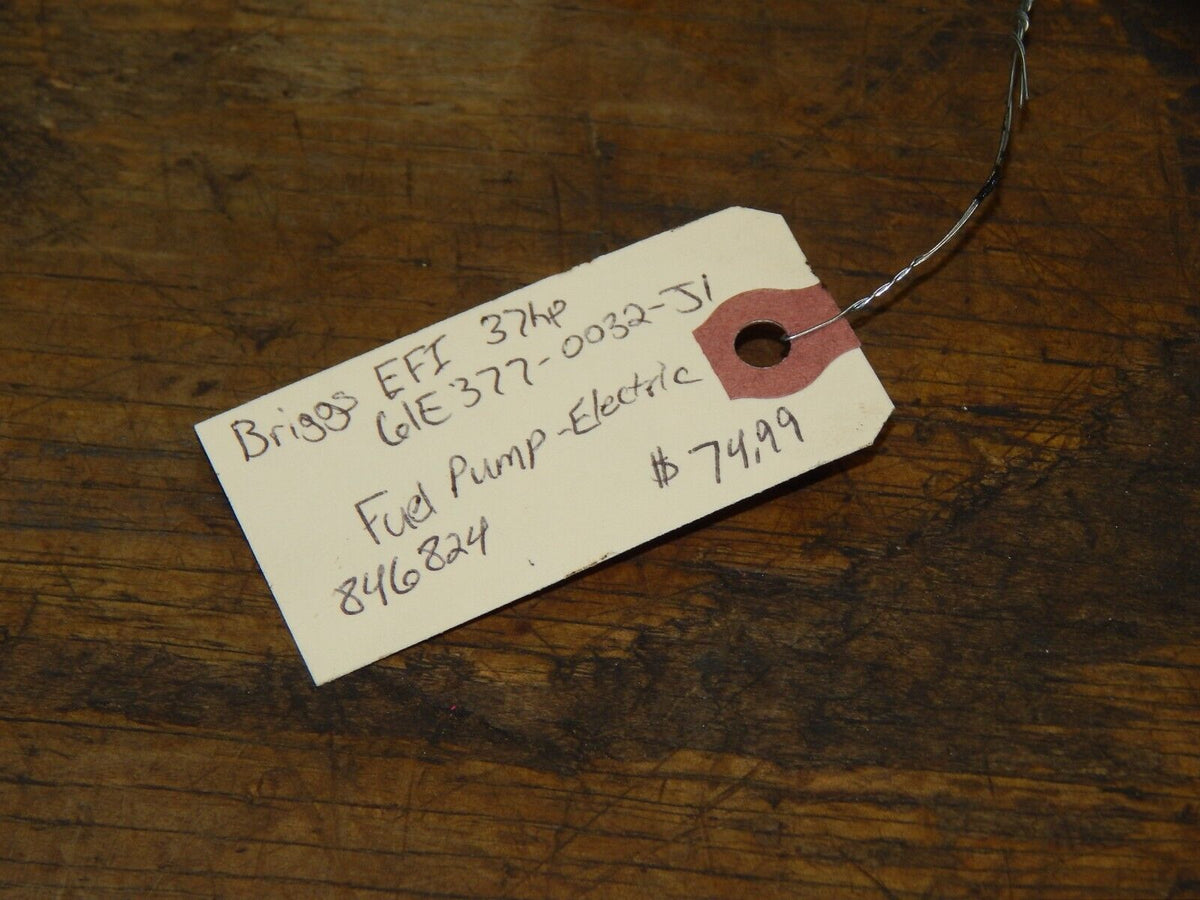 Briggs EFI 37hp
61E377-0032-J1
Fuel Pump-Electric
846824
$74.99